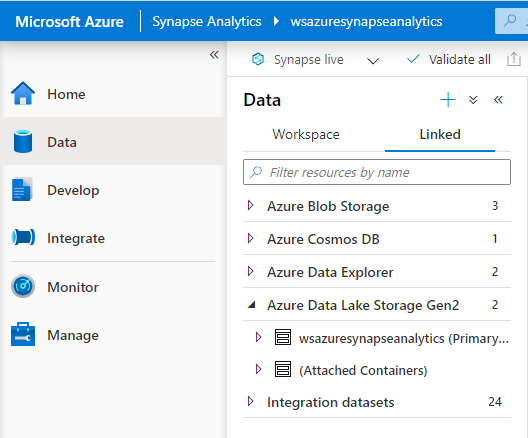 Microsoft Azure Synapse Analytics wsazuresynapseanalytics
Synapse live Validate all
Home
Data
Develop
Integrate
Monitor
Manage
Data
Workspace Linked
Filter resources by name
Azure Blob Storage 3
Azure Cosmos DB 1
Azure Data Explorer 2
Azure Data Lake Storage Gen2 2
wsazuresynapseanalytics (Primary...
(Attached Containers)
Integration datasets 24